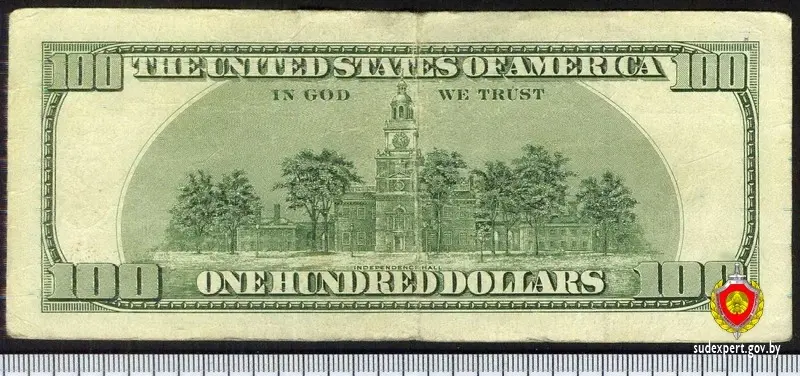 100 THE UNITED STATES OF AMERICA 100
IN GOD WE TRUST
INDEPENDENCE HALL
100 ONE HUNDRED DOLLARS 100
sudexpert.gov.by